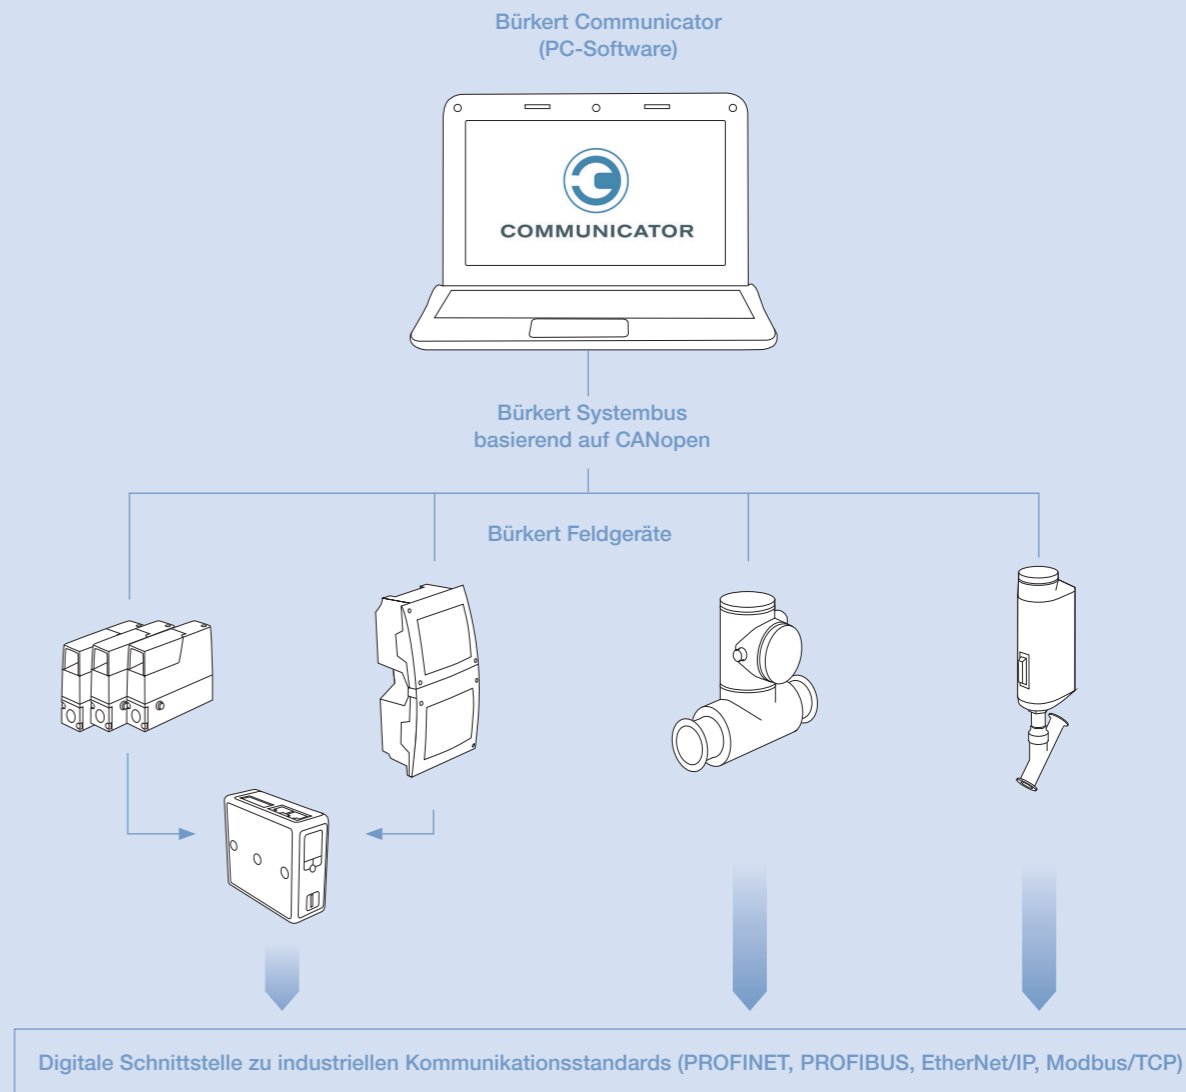 Bürkert Communicator
(PC-Software)
COMMUNICATOR
Bürkert Systembus
basierend auf CANopen
Bürkert Feldgeräte
Digitale Schnittstelle zu industriellen Kommunikationsstandards (PROFINET, PROFIBUS, EtherNet/IP, Modbus/TCP)